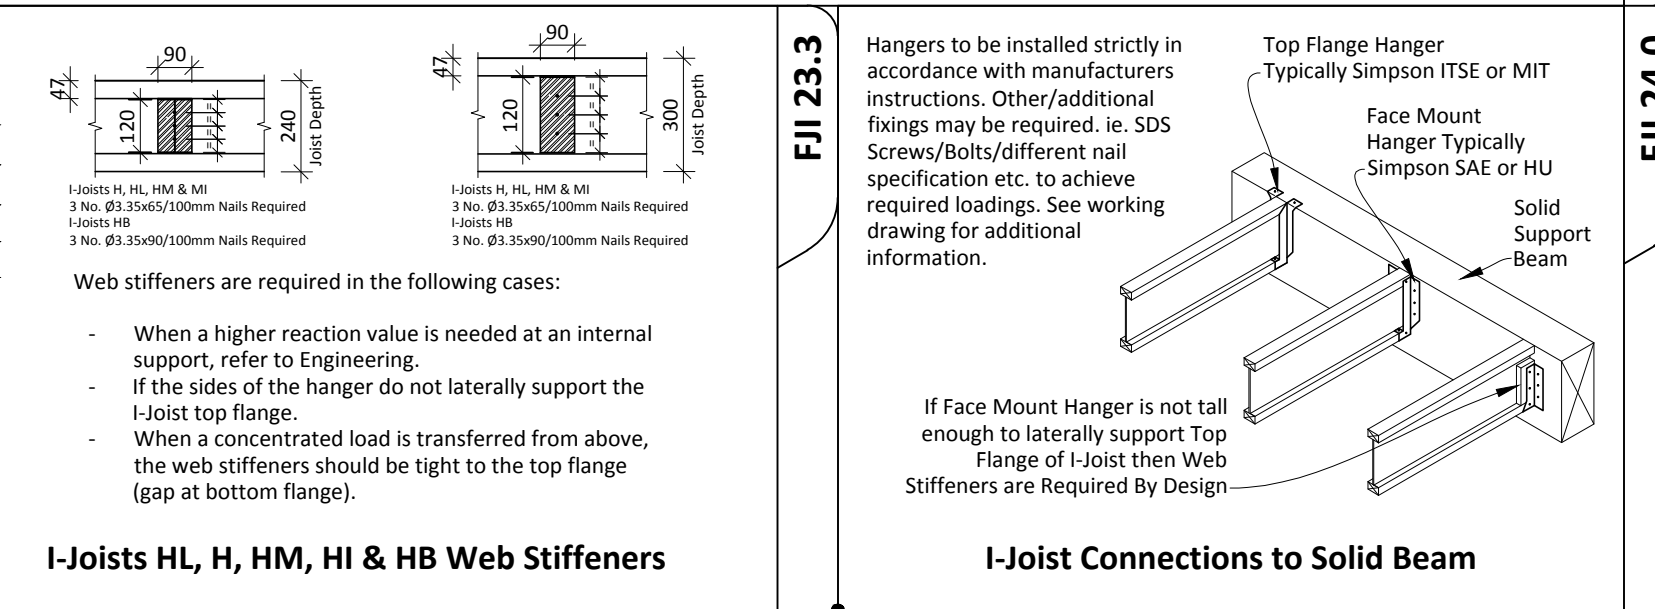 90
47
120
240
Joist Depth
I-Joists H, HL, HM & MI
3 No. Ø3.35x65/100mm Nails Required
I-Joists HB
3 No. Ø3.35x90/100mm Nails Required
90
47
120
300
Joist Depth
I-Joists H, HL, HM & MI
3 No. Ø3.35x65/100mm Nails Required
I-Joists HB
3 No. Ø3.35x90/100mm Nails Required
Web stiffeners are required in the following cases:
- When a higher reaction value is needed at an internal
support, refer to Engineering.
- If the sides of the hanger do not laterally support the
I-Joist top flange.
- When a concentrated load is transferred from above,
the web stiffeners should be tight to the top flange
(gap at bottom flange).
I-Joists HL, H, HM, HI & HB Web Stiffeners
FJI 23.3
Hangers to be installed strictly in
accordance with manufacturers
instructions. Other/additional
fixings may be required. ie. SDS
Screws/Bolts/different nail
specification etc. to achieve
required loadings. See working
drawing for additional
information.
Top Flange Hanger
Typically Simpson ITSE or MIT
Face Mount
Hanger Typically
Simpson SAE or HU
Solid
Support
Beam
If Face Mount Hanger is not tall
enough to laterally support Top
Flange of I-Joist then Web
Stiffeners are Required By Design
I-Joist Connections to Solid Beam